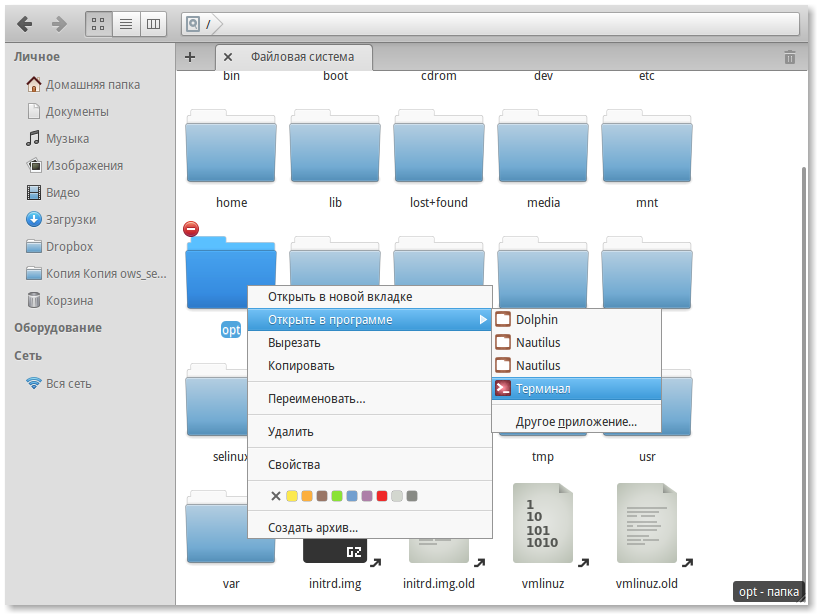 /
Личное
Файловая система
bin
boot
cdrom
dev
etc
Домашняя папка
Документы
Музыка
Изображения
Видео
Загрузки
Dropbox
Копия Копия ows_se...
Корзина
Оборудование
Сеть
Вся сеть
home
lib
lost+found
media
mnt
opt
Открыть в новой вкладке
Открыть в программе
Вырезать
Копировать
Переименовать...
Удалить
Свойства
Создать архив...
Dolphin
Nautilus
Nautilus
Терминал
Другое приложение...
selinux
tmp
usr
GZ
1
10
101
1010
var
initrd.img
initrd.img.old
vmlinuz
vmlinuz.old
opt - папка